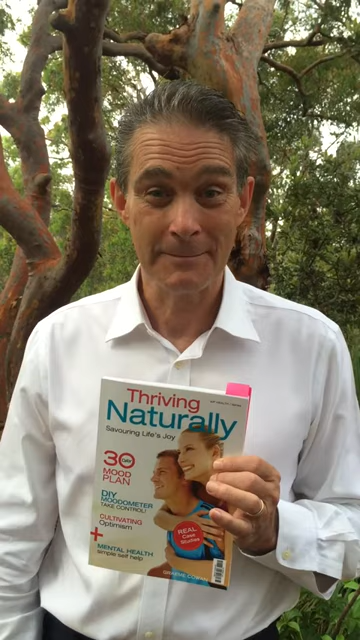 Thriving
Naturally
Savouring Life's Joy
30 DAY
MOOD
PLAN
DIY
MOODOMETER
TAKE CONTROL!
CULTIVATING
Optimism
+
MENTAL HEALTH
simple self help
REAL
Case
Studies